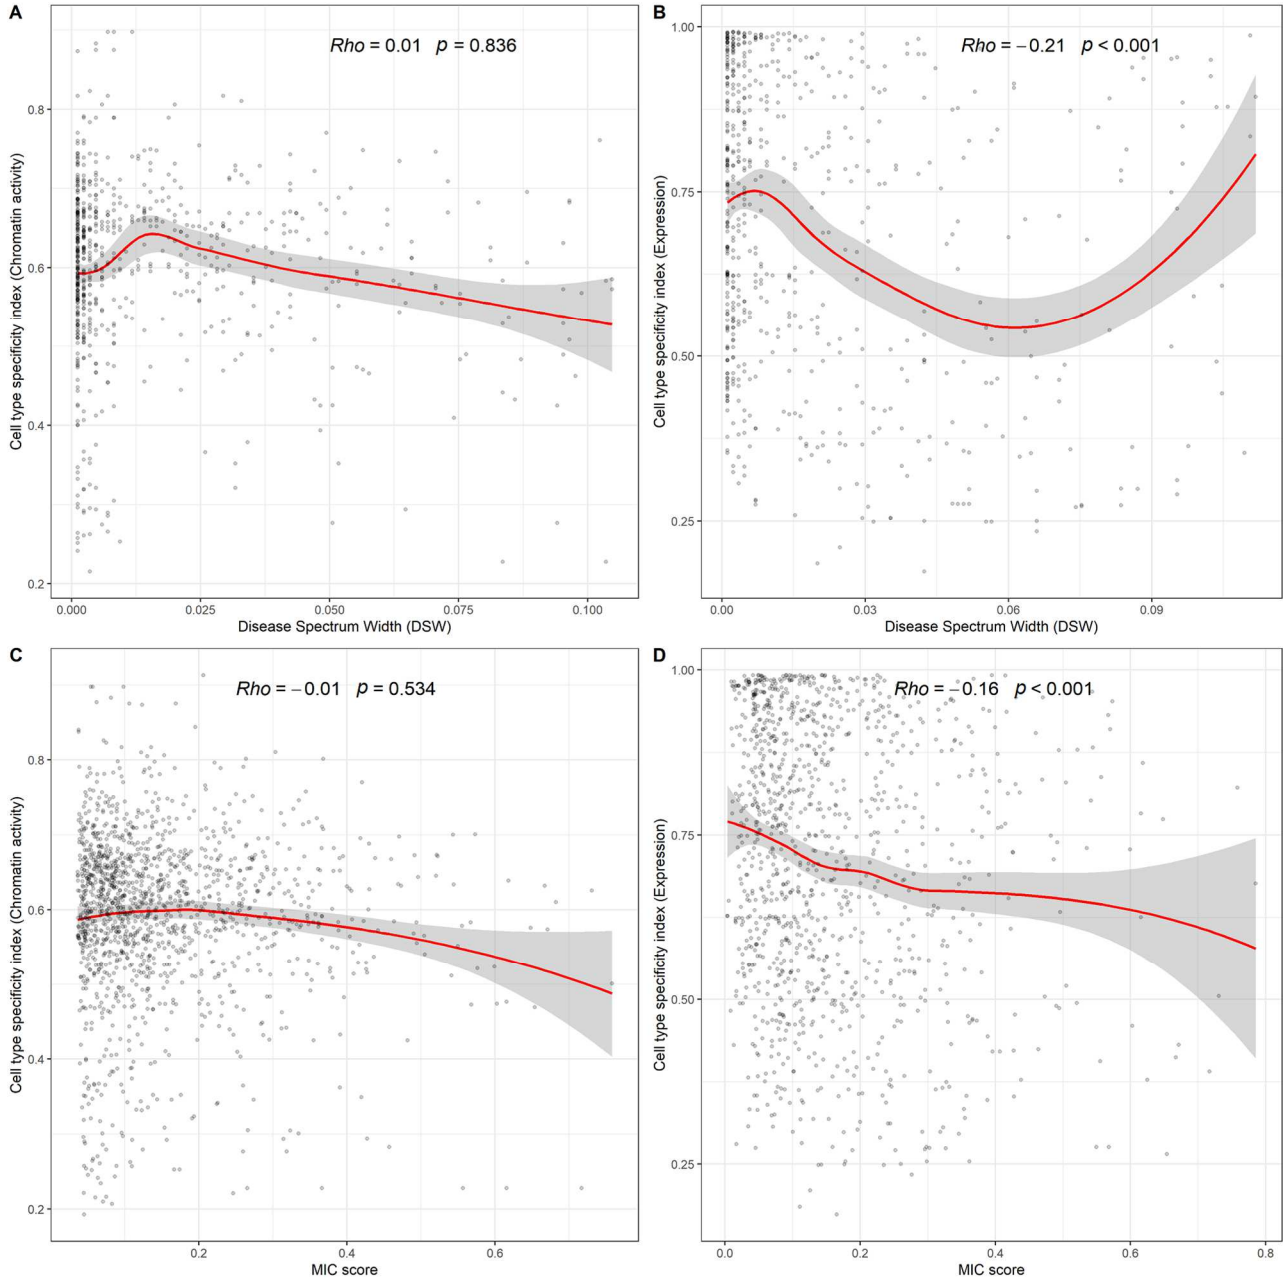 A
Rho = 0.01 p = 0.836
Cell type specificity index (Chromatin activity)
0.8
0.6
0.4
0.2
0.000 0.025 0.050 0.075 0.100
Disease Spectrum Width (DSW)
B
Rho = −0.21 p < 0.001
Cell type specificity index (Expression)
1.00
0.75
0.50
0.25
0.00 0.03 0.06 0.09
Disease Spectrum Width (DSW)
C
Rho = −0.01 p = 0.534
Cell type specificity index (Chromatin activity)
0.8
0.6
0.4
0.2
0.2 0.4 0.6
MIC score
D
Rho = −0.16 p < 0.001
Cell type specificity index (Expression)
1.00
0.75
0.50
0.25
0.0 0.2 0.4 0.6 0.8
MIC score